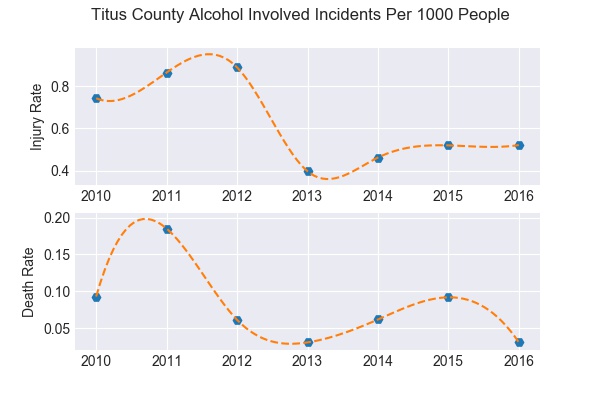 Titus County Alcohol Involved Incidents Per 1000 People
Injury Rate
0.8
0.6
0.4
2010 2011 2012 2013 2014 2015 2016
Death Rate
0.20
0.15
0.10
0.05
2010 2011 2012 2013 2014 2015 2016